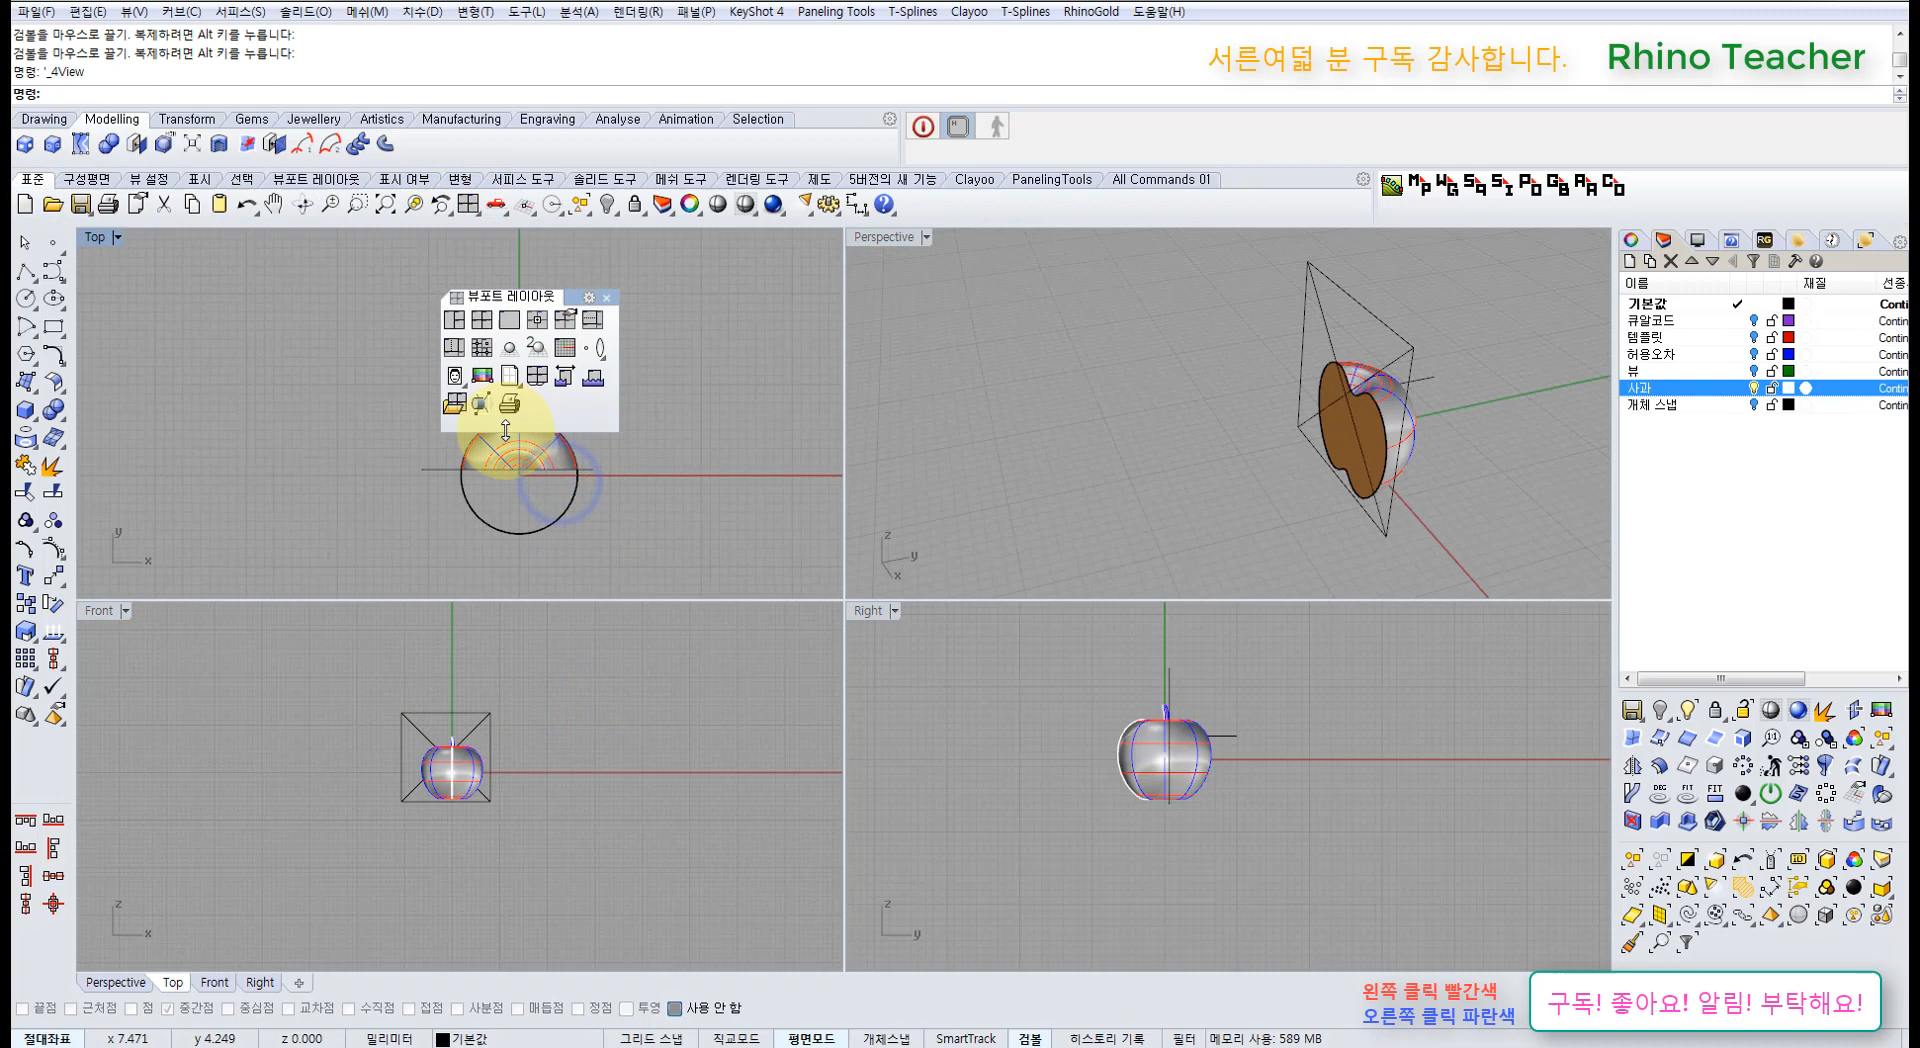 파일(F) 편집(E) 뷰(V) 커브(C) 서피스(S) 솔리드(O) 메쉬(M) 치수(D) 변형(T) 도구(L) 분석(A) 렌더링(R) 패널(P) KeyShot 4 Paneling Tools T-Splines Clayoo T-Splines RhinoGold 도움말(H)
검볼을 마우스로 끌기. 복제하려면 Alt 키를 누릅니다:
검볼을 마우스로 끌기. 복제하려면 Alt 키를 누릅니다:
명령: '_4View
명령:
서른여덟 분 구독 감사합니다. Rhino Teacher
Drawing Modelling Transform Gems Jewellery Artistics Manufacturing Engraving Analyse Animation Selection
표준 구성평면 뷰 설정 표시 선택 뷰포트 레이아웃 표시 여부 변형 서피스 도구 솔리드 도구 메쉬 도구 렌더링 도구 제도 5버전의 새 기능 Clayoo PanelingTools All Commands 01
Top
Perspective
뷰포트 레이아웃
z
y
x
y
x
Front
Right
z
x
z
y
이름 재질 선종
기본값 Conti
큐알코드 Contin
템플릿 Contin
허용오차 Contin
뷰 Contin
사과 Contin
개체 스냅 Contin
Perspective Top Front Right
끝점 근처점 점 중간점 중심점 교차점 수직점 접점 사분점 매듭점 정점 투영 사용 안 함
왼쪽 클릭 빨간색
오른쪽 클릭 파란색
구독! 좋아요! 알림! 부탁해요!
절대좌표 x 7.471 y 4.249 z 0.000 밀리미터 기본값 그리드 스냅 직교모드 평면모드 개체스냅 SmartTrack 검볼 히스토리 기록 필터 메모리 사용: 589 MB